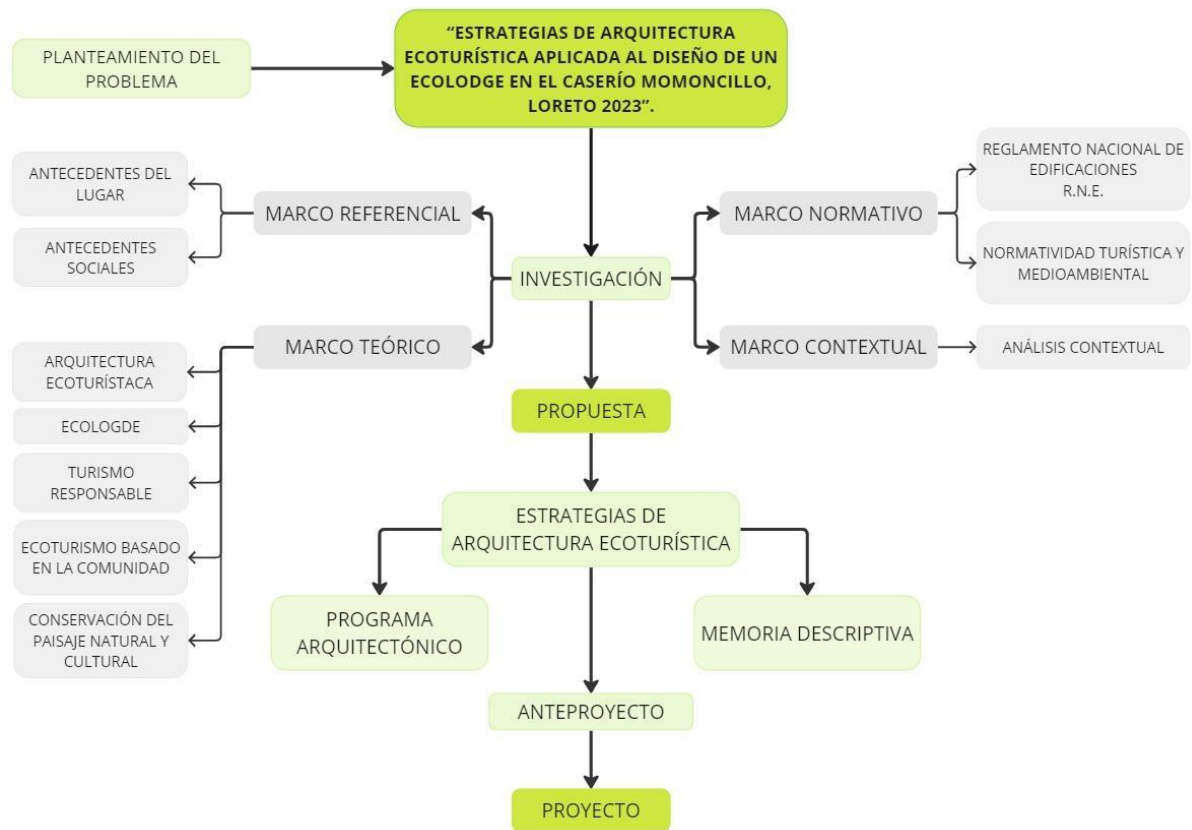 PLANTEAMIENTO DEL
PROBLEMA
“ESTRATEGIAS DE ARQUITECTURA
ECOTURÍSTICA APLICADA AL DISEÑO DE UN
ECOLODGE EN EL CASERÍO MOMONCILLO,
LORETO 2023”.
ANTECEDENTES DEL
LUGAR
ANTECEDENTES
SOCIALES
MARCO REFERENCIAL
MARCO NORMATIVO
REGLAMENTO NACIONAL DE
EDIFICACIONES
R.N.E.
NORMATIVIDAD TURÍSTICA Y
MEDIOAMBIENTAL
INVESTIGACIÓN
MARCO TEÓRICO
MARCO CONTEXTUAL
ANÁLISIS CONTEXTUAL
ARQUITECTURA
ECOTURÍSTACA
ECOLOGDE
TURISMO
RESPONSABLE
ECOTURISMO BASADO
EN LA COMUNIDAD
CONSERVACIÓN DEL
PAISAJE NATURAL Y
CULTURAL
PROPUESTA
ESTRATEGIAS DE
ARQUITECTURA ECOTURÍSTICA
PROGRAMA
ARQUITECTÓNICO
MEMORIA DESCRIPTIVA
ANTEPROYECTO
PROYECTO